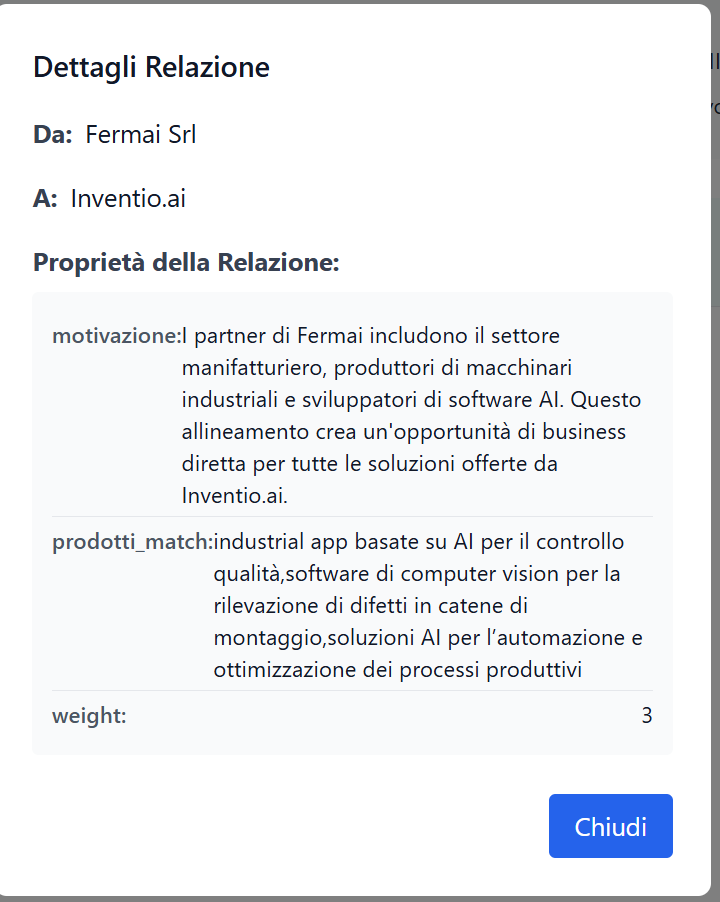 Dettagli Relazione
Da: Fermai Srl
A: Inventio.ai
Proprietà della Relazione:
motivazione:I partner di Fermai includono il settore
manifatturiero, produttori di macchinari
industriali e sviluppatori di software AI. Questo
allineamento crea un'opportunità di business
diretta per tutte le soluzioni offerte da
Inventio.ai.
prodotti_match:industrial app basate su AI per il controllo
qualità,software di computer vision per la
rilevazione di difetti in catene di
montaggio,soluzioni AI per l’automazione e
ottimizzazione dei processi produttivi
weight: 3
Chiudi